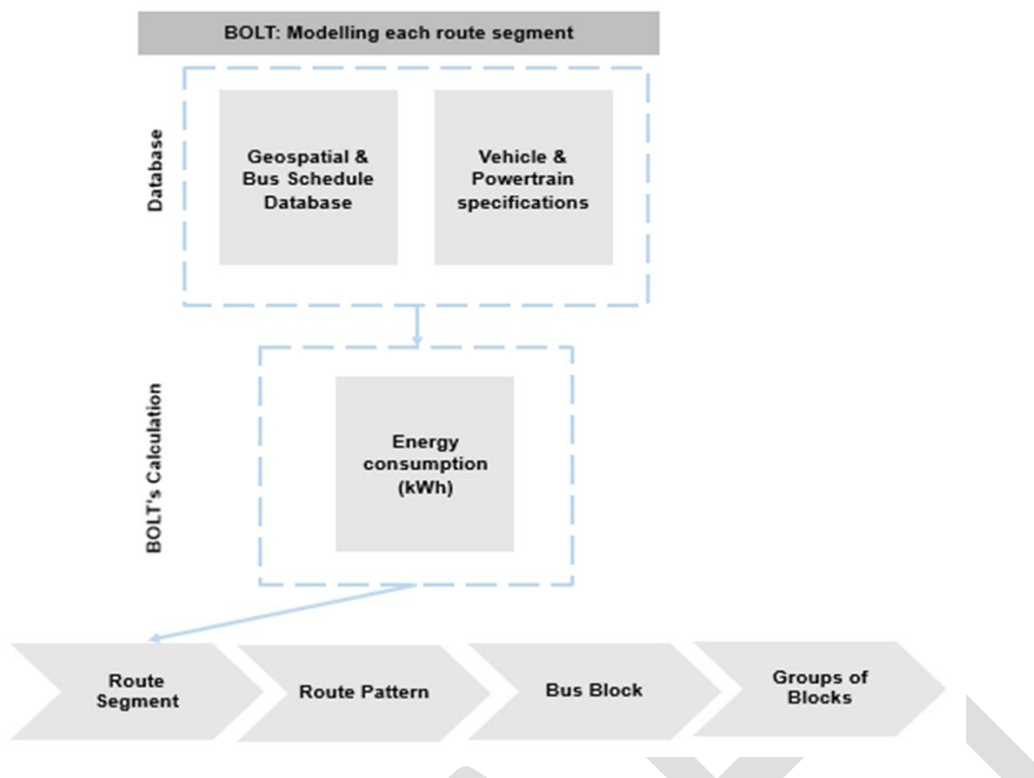 BOLT: Modelling each route segment
Database
Geospatial &
Bus Schedule
Database
Vehicle &
Powertrain
specifications
BOLT's Calculation
Energy
consumption
(kWh)
Route
Segment
Route Pattern
Bus Block
Groups of
Blocks